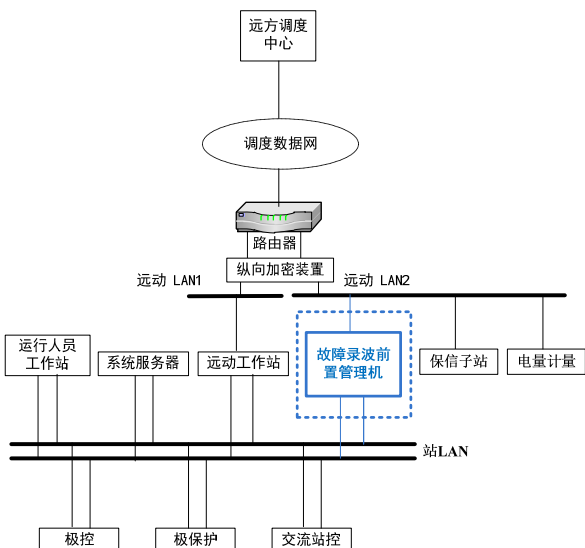 远方调度
中心
调度数据网
路由器
纵向加密装置
远动 LAN1
远动 LAN2
运行人员
工作站
系统服务器
远动工作站
故障录波前
置管理机
保信子站
电量计量
站LAN
极控
极保护
交流站控